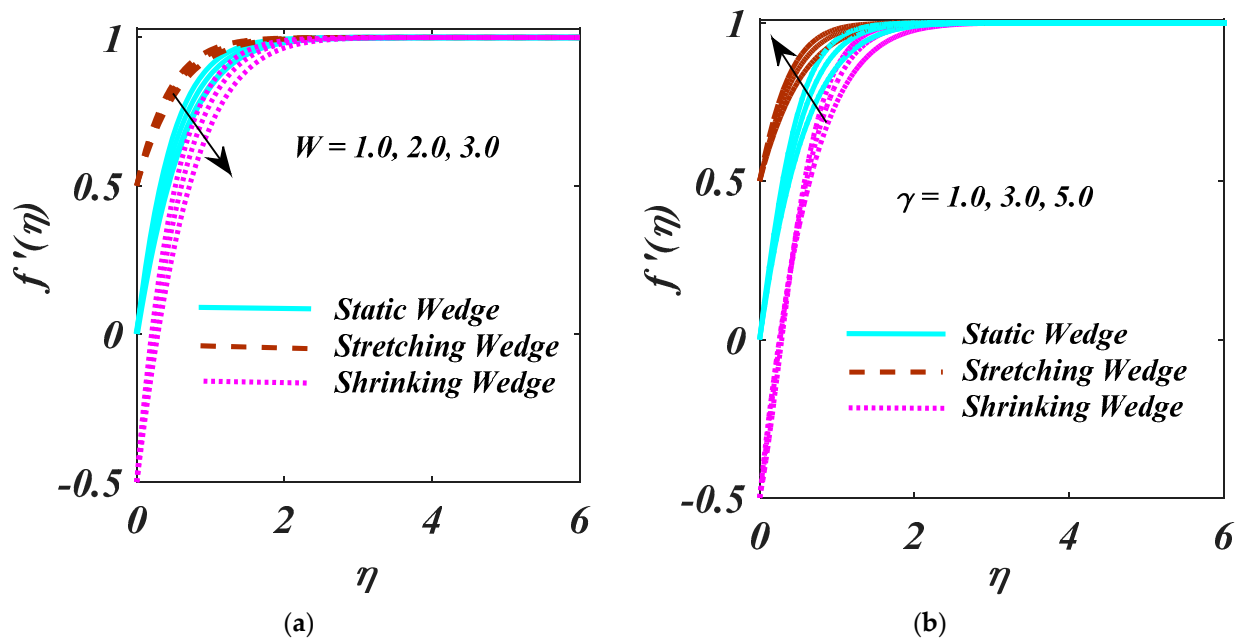 1
0.5
0
-0.5
0
2
4
6
f '(η)
η
W = 1.0, 2.0, 3.0
Static Wedge
Stretching Wedge
Shrinking Wedge
(a)
1
0.5
0
-0.5
0
2
4
6
f '(η)
η
γ = 1.0, 3.0, 5.0
Static Wedge
Stretching Wedge
Shrinking Wedge
(b)